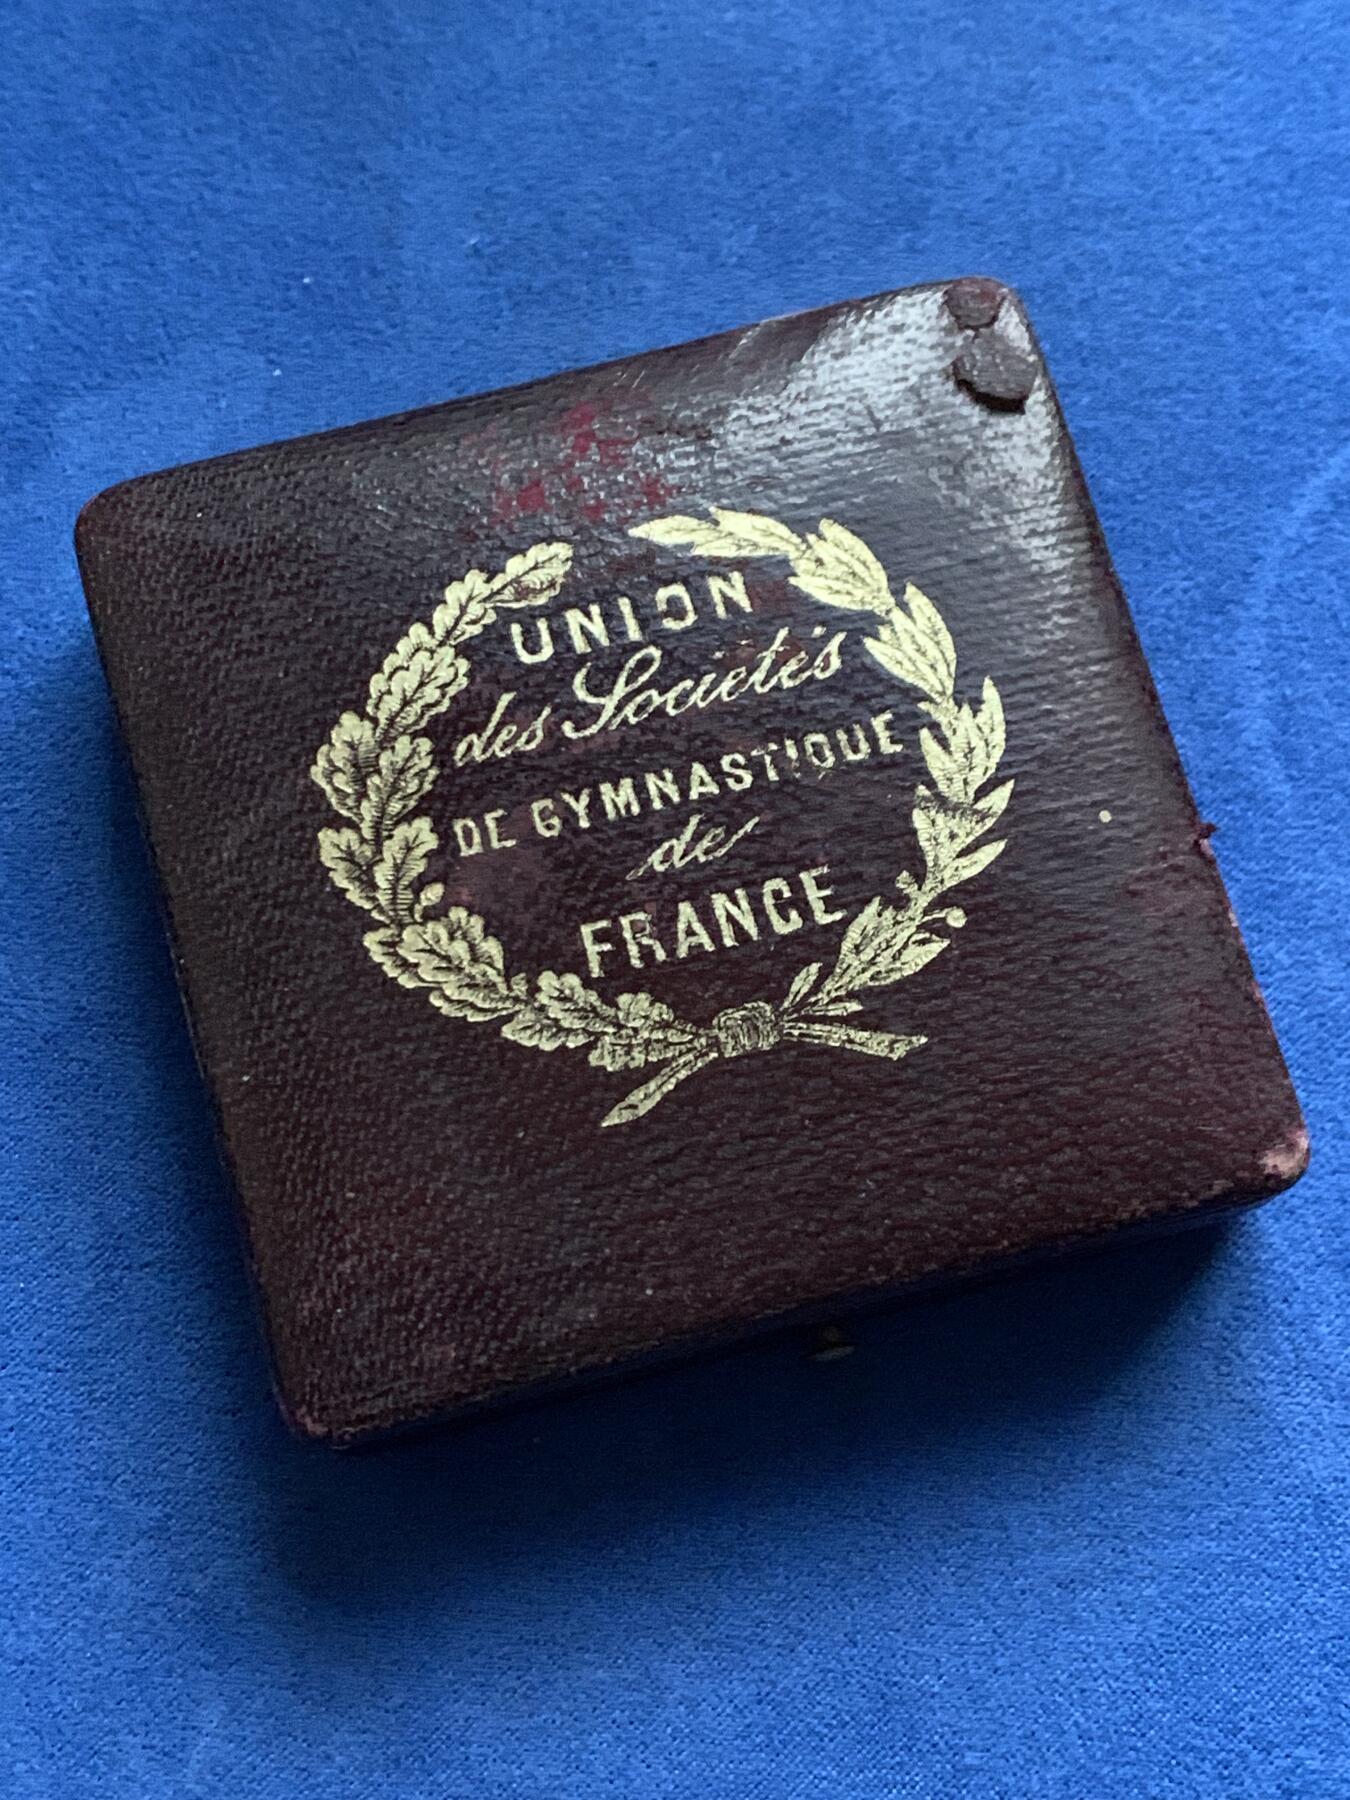 UNION
des Sociétés
DE GYMNASTIQUE
de
FRANCE